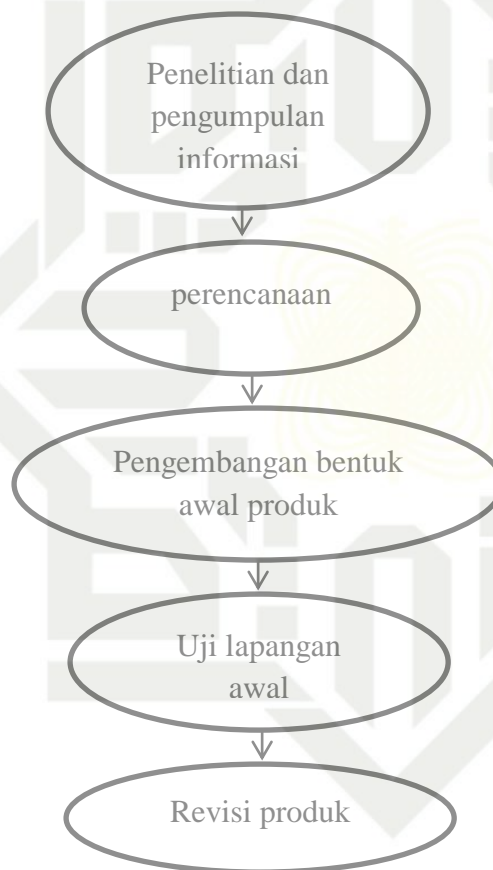 Penelitian dan
pengumpulan
informasi
perencanaan
Pengembangan bentuk
awal produk
Uji lapangan
awal
Revisi produk